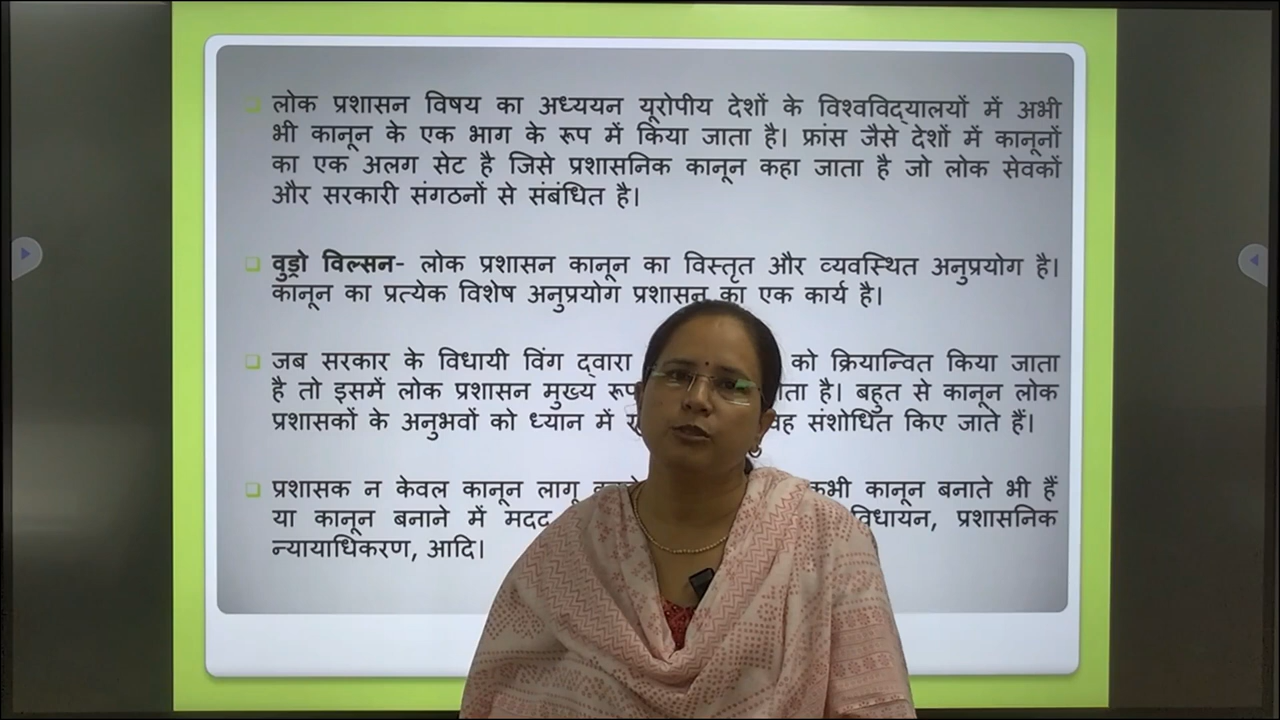 लोक प्रशासन विषय का अध्ययन यूरोपीय देशों के विश्वविद्यालयों में अभी
भी कानून के एक भाग के रूप में किया जाता है। फ्रांस जैसे देशों में कानूनों
का एक अलग सेट है जिसे प्रशासनिक कानून कहा जाता है जो लोक सेवकों
और सरकारी संगठनों से संबंधित है।
वुड्रो विल्सन- लोक प्रशासन कानून का विस्तृत और व्यवस्थित अनुप्रयोग है।
कानून का प्रत्येक विशेष अनुप्रयोग प्रशासन का एक कार्य है।
जब सरकार के विधायी विंग द्वारा को क्रियान्वित किया जाता
है तो इसमें लोक प्रशासन मुख्य है। बहुत से कानून लोक
प्रशासकों के अनुभवों को ध्यान में संशोधित किए जाते हैं।
प्रशासक न केवल कानून लागू कभी कानून बनाते भी हैं
या कानून बनाने में मदद विधायन, प्रशासनिक
न्यायाधिकरण, आदि।